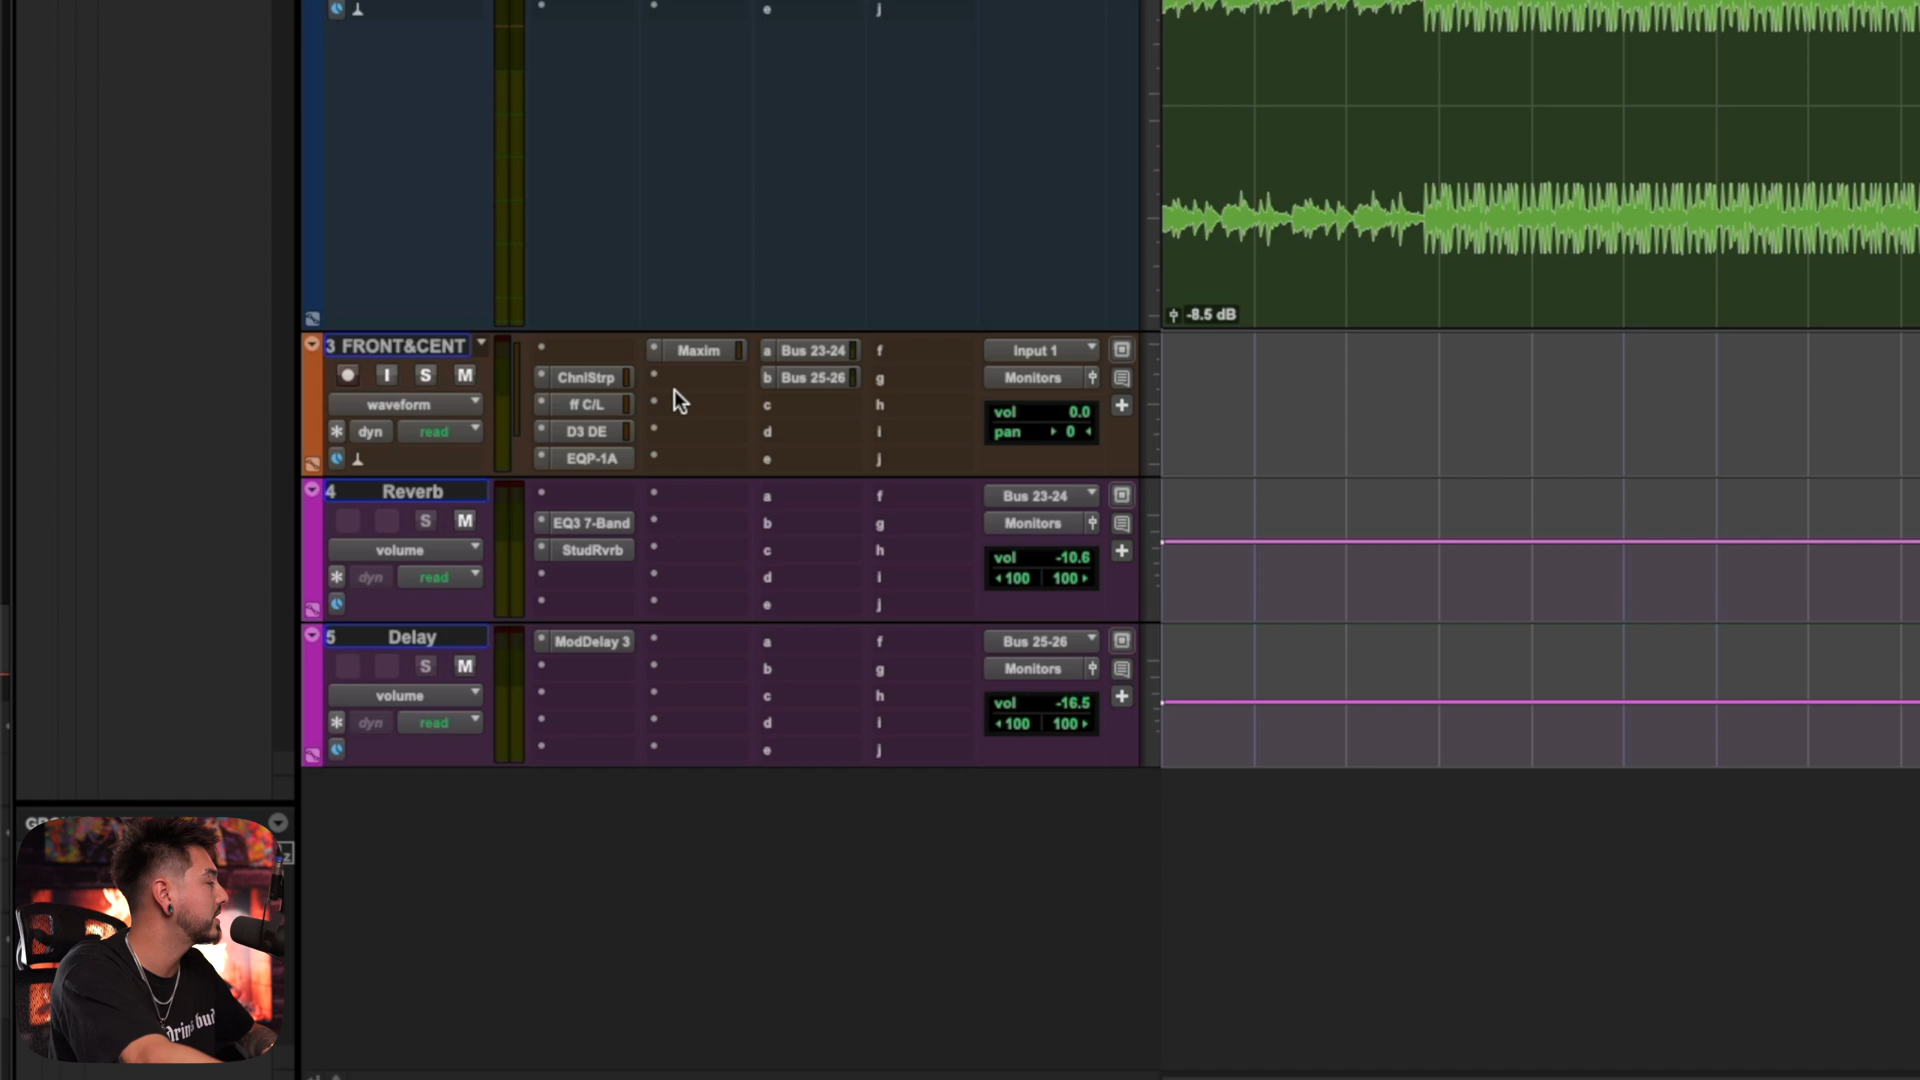 e j
-8.5 dB
3 FRONT&CENT Maxim a Bus 23-24 f Input 1
I S M ChnlStrp b Bus 25-26 g Monitors
waveform ff C/L c h vol 0.0
dyn read D3 DE d i pan 0
EQP-1A e j
4 Reverb a f Bus 23-24
S M EQ3 7-Band b g Monitors
volume StudRvrb c h vol -10.6
dyn read d i 100 100
e j
5 Delay ModDelay 3 a f Bus 25-26
S M b g Monitors
volume c h vol -16.5
dyn read d i 100 100
e j